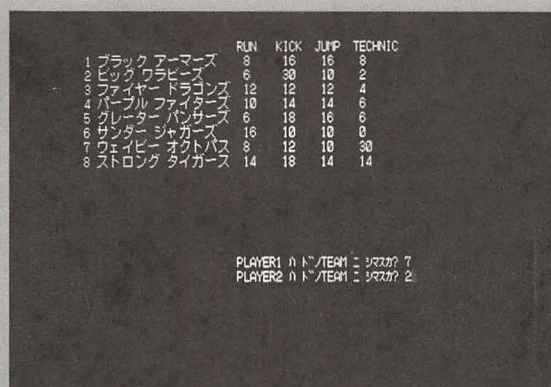 RUN KICK JUMP TECHNIC
1 ブラック アーマーズ 8 16 16 8
2 ビック ワラビーズ 6 30 10 2
3 ファイヤー ドラゴンズ 12 12 12 4
4 パープル ファイターズ 10 14 14 6
5 グレーター パンサーズ 6 18 16 6
6 サンダー ジャガーズ 16 10 10 0
7 ウェイビー オクトパス 8 12 10 30
8 ストロング タイガース 14 18 14 14
PLAYER1 ハ ドノTEAM ニ シマスカ? 7
PLAYER2 ハ ドノTEAM ニ シマスカ? 2